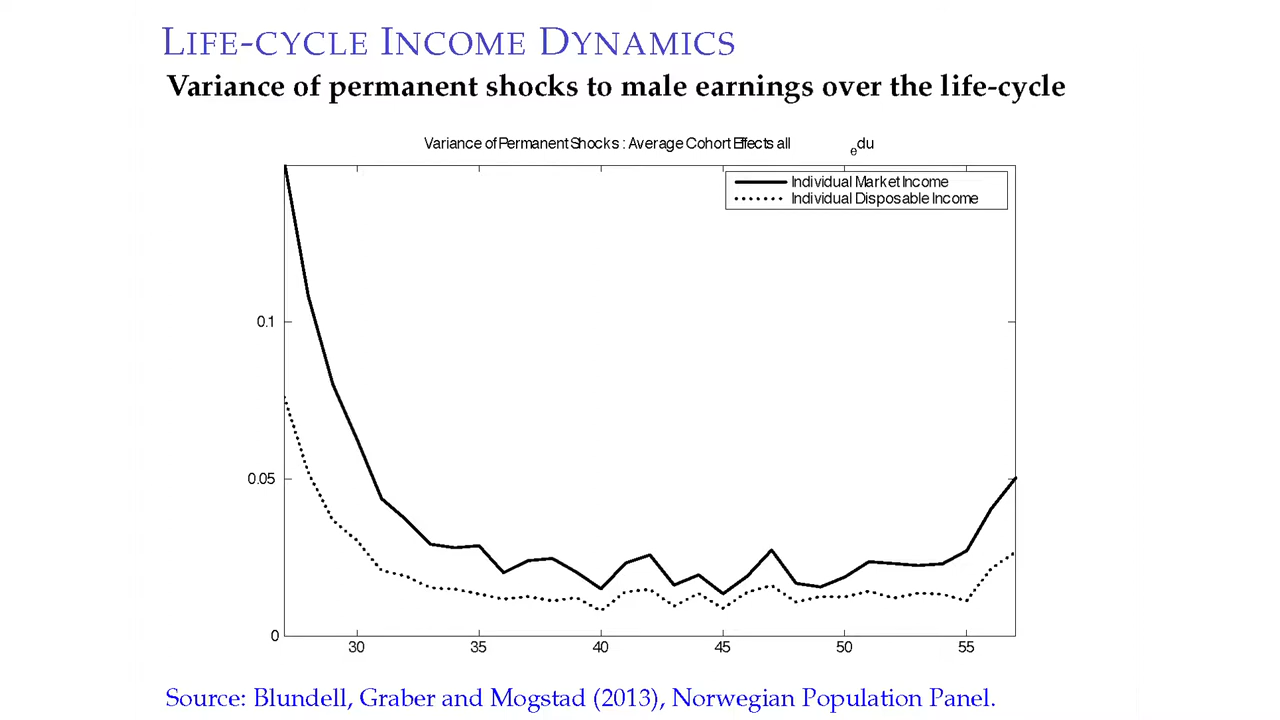 LIFE-CYCLE INCOME DYNAMICS
Variance of permanent shocks to male earnings over the life-cycle
Variance of Permanent Shocks : Average Cohort Effects all edu
Individual Market Income
Individual Disposable Income
0.1
0.05
0
30 35 40 45 50 55
Source: Blundell, Graber and Mogstad (2013), Norwegian Population Panel.